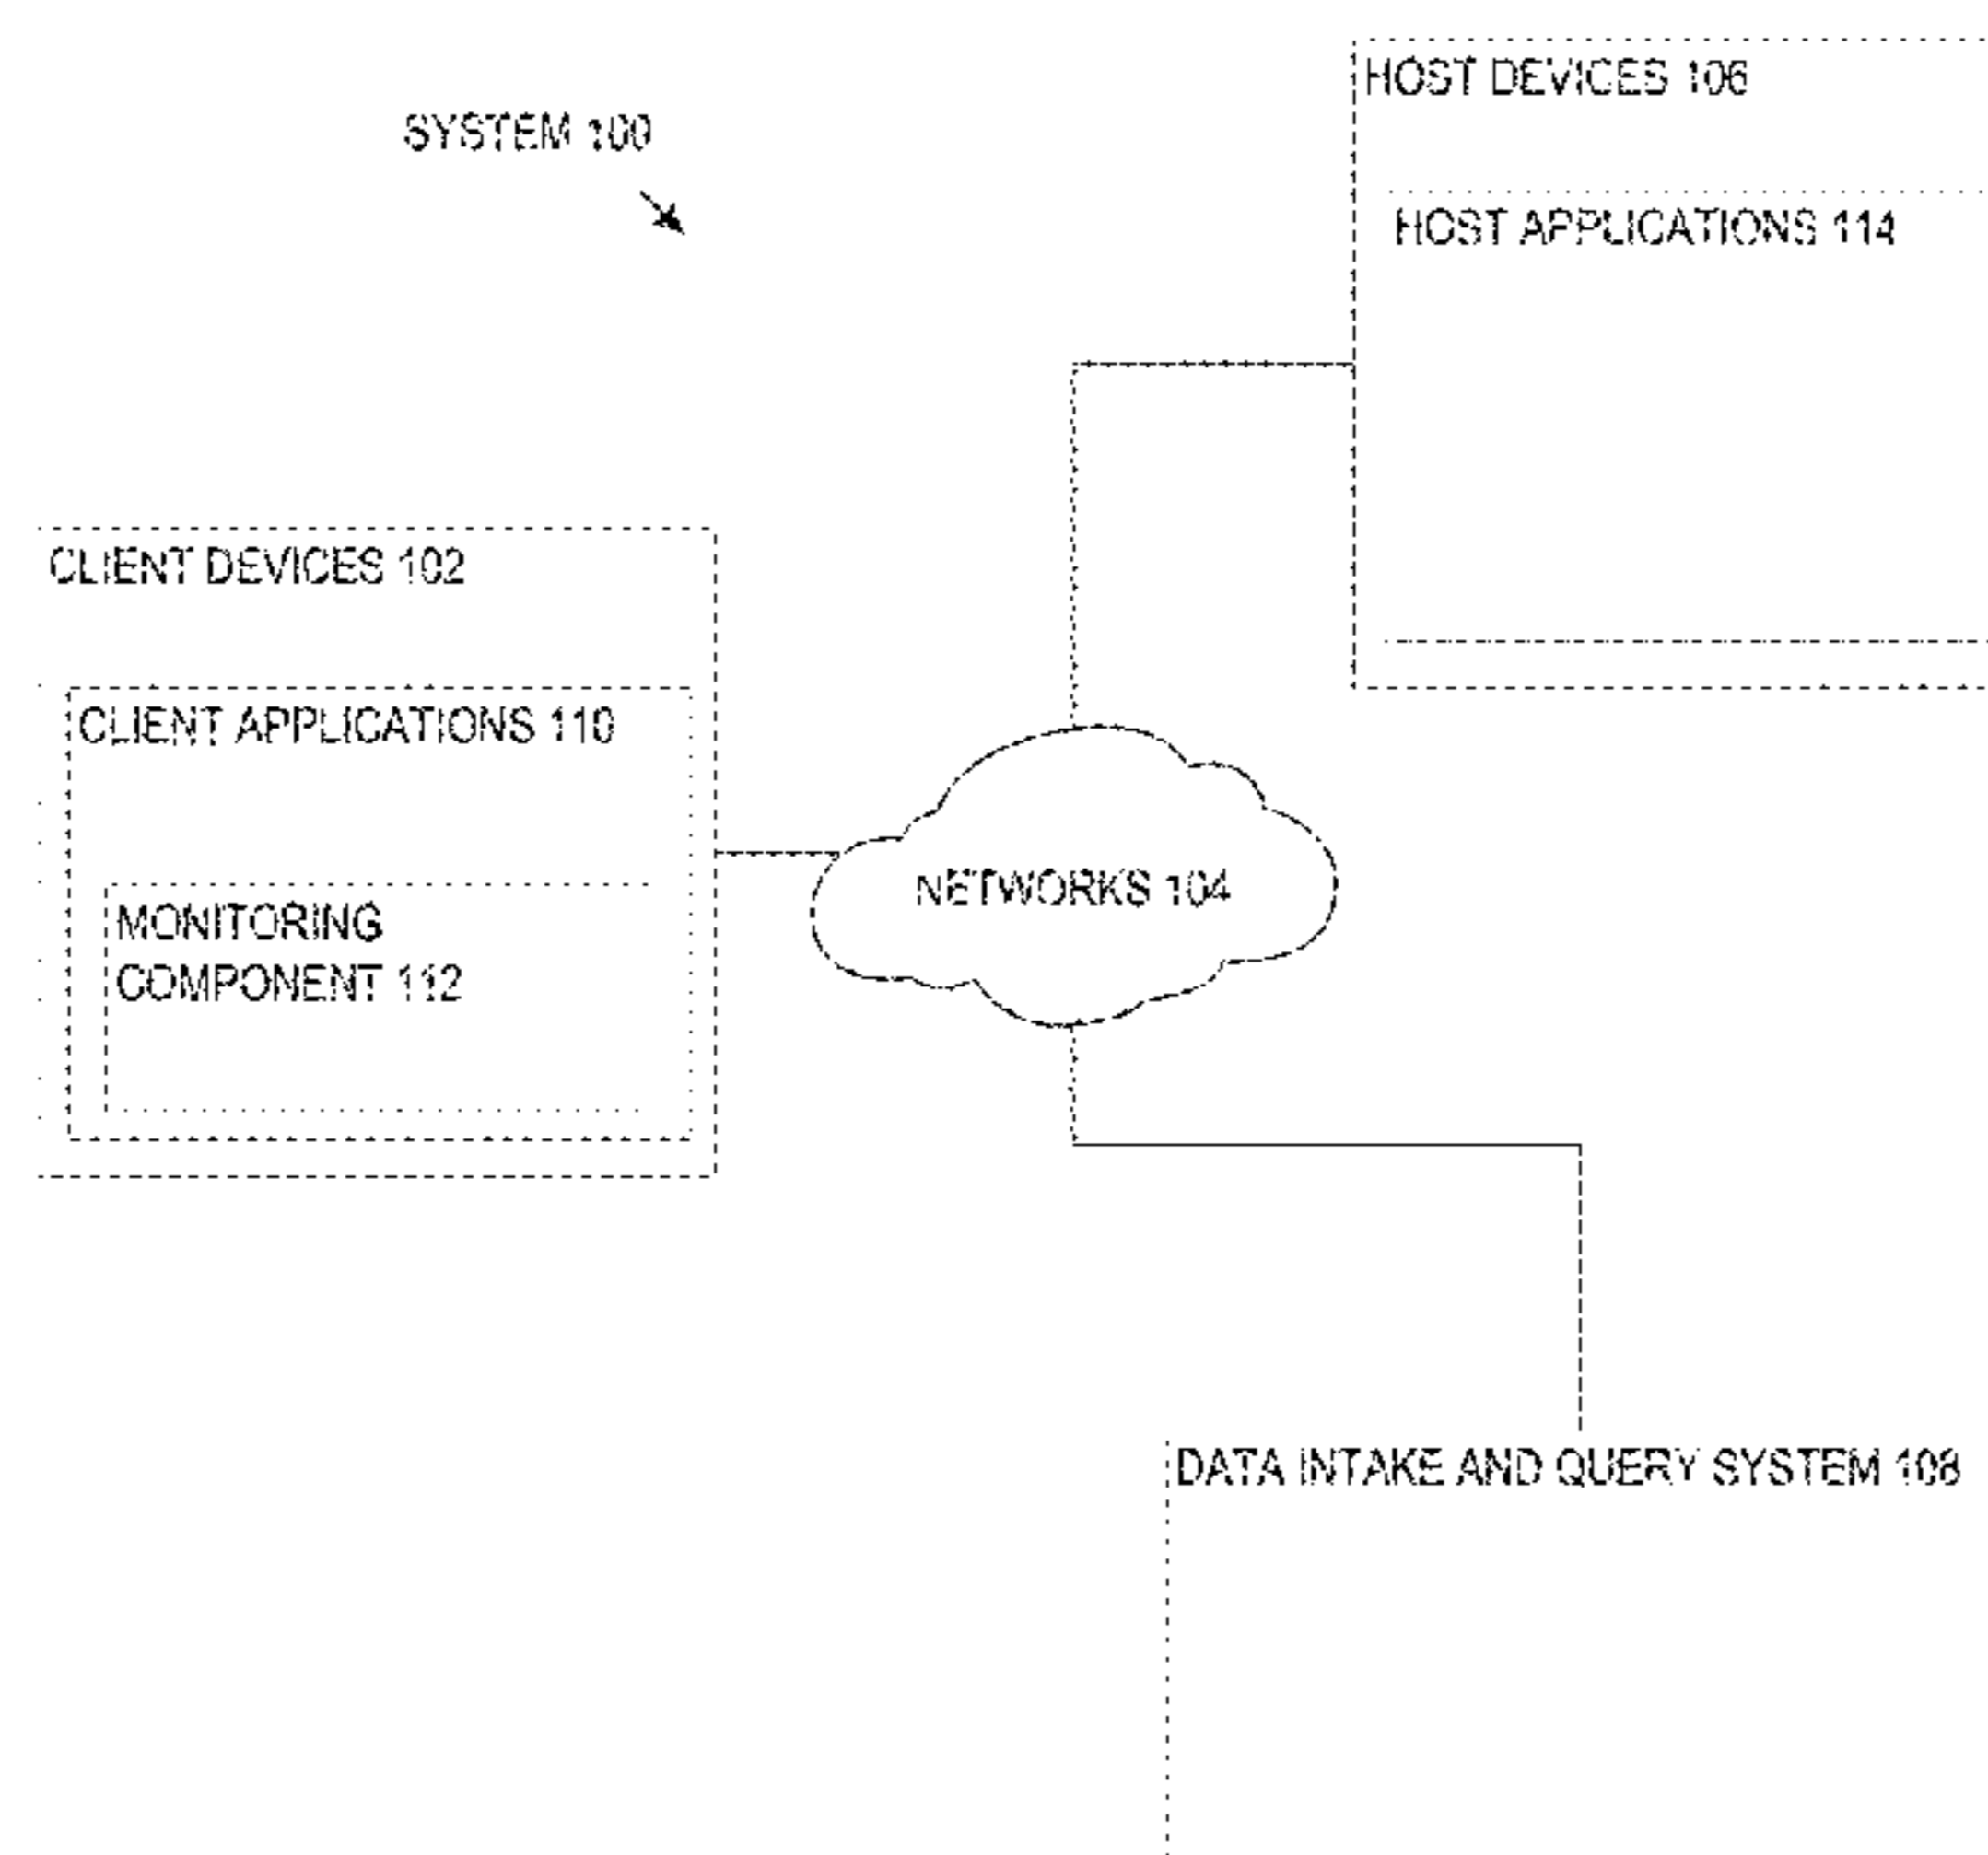 SYSTEM 100
HOST DEVICES 106
HOST APPLICATIONS 114
CLIENT DEVICES 102
CLIENT APPLICATIONS 110
MONITORING
COMPONENT 112
NETWORKS 104
DATA INTAKE AND QUERY SYSTEM 108